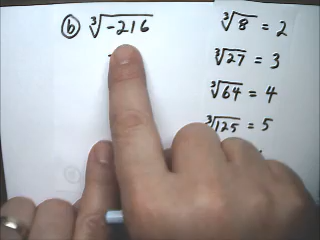 (b) ∛-216
∛8 = 2
∛27 = 3
∛64 = 4
∛125 = 5